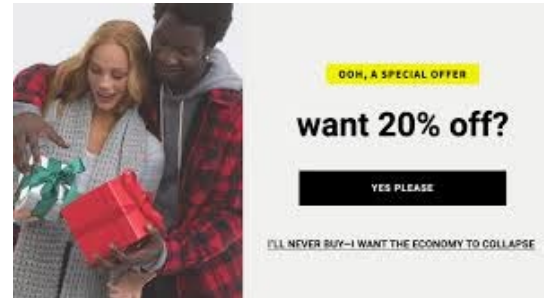 OOH, A SPECIAL OFFER
want 20% off?
YES PLEASE
I'LL NEVER BUY—I WANT THE ECONOMY TO COLLAPSE